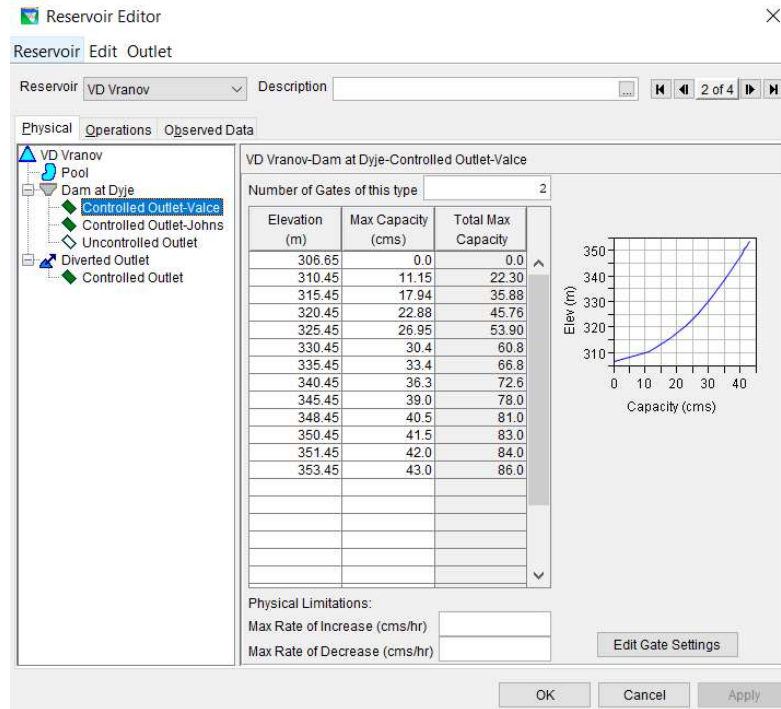 Reservoir Editor
Reservoir Edit Outlet
Reservoir VD Vranov Description ... 2 of 4
Physical Operations Observed Data
VD Vranov
Pool
Dam at Dyje
Controlled Outlet-Valce
Controlled Outlet-Johns
Uncontrolled Outlet
Diverted Outlet
Controlled Outlet
VD Vranov-Dam at Dyje-Controlled Outlet-Valce
Number of Gates of this type 2
Elevation (m) Max Capacity (cms) Total Max Capacity
306.65 0.0 0.0
310.45 11.15 22.30
315.45 17.94 35.88
320.45 22.88 45.76
325.45 26.95 53.90
330.45 30.4 60.8
335.45 33.4 66.8
340.45 36.3 72.6
345.45 39.0 78.0
348.45 40.5 81.0
350.45 41.5 83.0
351.45 42.0 84.0
353.45 43.0 86.0
Elev (m)
350
340
330
320
310
0 10 20 30 40
Capacity (cms)
Physical Limitations:
Max Rate of Increase (cms/hr)
Max Rate of Decrease (cms/hr)
Edit Gate Settings
OK Cancel Apply